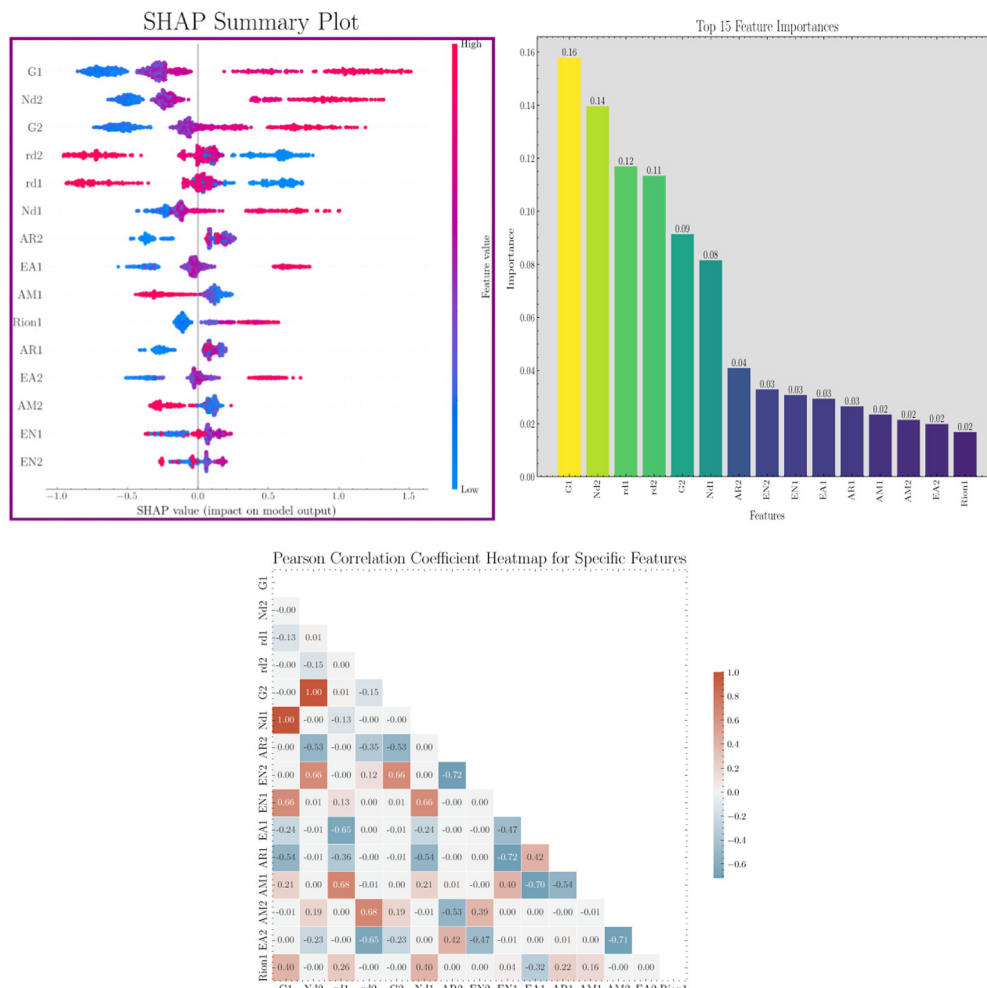 SHAP Summary Plot
High
G1
Nd2
G2
rd2
rd1
Nd1
AR2
EA1
AM1
Rion1
AR1
EA2
AM2
EN1
EN2
Feature value
Low
−1.0 −0.5 0.0 0.5 1.0 1.5
SHAP value (impact on model output)
Top 15 Feature Importances
Importance
0.16
0.14
0.12
0.10
0.08
0.06
0.04
0.02
0.00
0.16 0.14 0.12 0.11 0.09 0.08 0.04 0.03 0.03 0.03 0.03 0.02 0.02 0.02 0.02
G1 Nd2 rd1 rd2 G2 Nd1 AR2 EN2 EN1 EA1 AR1 AM1 AM2 EA2 Rion1
Features
Pearson Correlation Coefficient Heatmap for Specific Features
G1
Nd2 -0.00
rd1 -0.13 0.01
rd2 -0.00 -0.15 0.00
G2 -0.00 1.00 0.01 -0.15
Nd1 1.00 -0.00 -0.13 -0.00 -0.00
AR2 0.00 -0.53 -0.00 -0.35 -0.53 0.00
EN2 0.00 0.66 -0.00 0.12 0.66 0.00 -0.72
EN1 0.66 0.01 0.13 0.00 0.01 0.66 -0.00 0.00
EA1 -0.24 -0.01 -0.65 0.00 -0.01 -0.24 -0.00 -0.00 -0.47
AR1 -0.54 -0.01 -0.36 -0.00 -0.00 -0.54 -0.00 -0.00 -0.72 0.42
AM1 0.21 0.00 0.68 -0.01 0.00 0.21 0.01 -0.00 0.40 -0.70 -0.54
AM2 -0.01 0.19 0.00 0.68 0.19 -0.01 -0.53 0.39 0.00 0.00 -0.00 -0.01
EA2 0.00 -0.23 -0.00 -0.65 -0.23 0.00 0.42 -0.47 -0.01 -0.00 0.01 0.00 -0.71
Rion1 0.40 -0.00 0.26 -0.00 -0.00 0.40 0.00 0.00 0.04 -0.32 0.22 0.16 -0.00 0.00
1.0
0.8
0.6
0.4
0.2
0.0
−0.2
−0.4
−0.6
G1 Nd2 rd1 rd2 G2 Nd1 AR2 EN2 EN1 EA1 AR1 AM1 AM2 EA2 Rion1